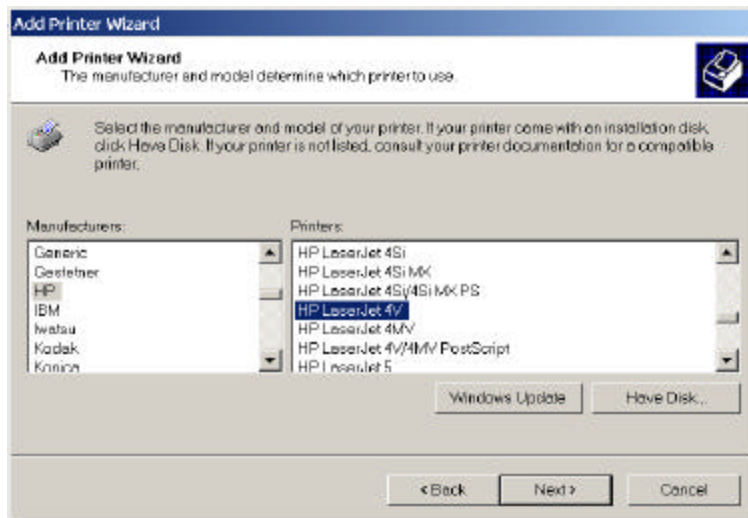 Add Printer Wizard
Add Printer Wizard
The manufacturer and model determine which printer to use.
Select the manufacturer and model of your printer. If your printer came with an installation disk,
click Have Disk. If your printer is not listed, consult your printer documentation for a compatible
printer.
Manufacturers:
Generic
Gestetner
HP
IBM
Iwatsu
Kodak
Konica
Printers:
HP LaserJet 4Si
HP LaserJet 4Si MX
HP LaserJet 4Si/4Si MX PS
HP LaserJet 4V
HP LaserJet 4MV
HP LaserJet 4V/4MV PostScript
HP LaserJet 5
Windows Update
Have Disk...
< Back
Next >
Cancel